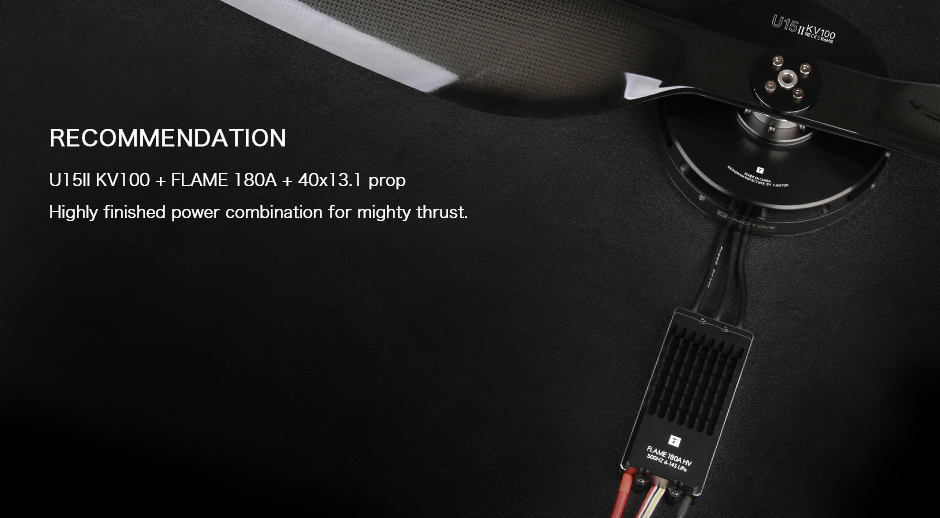 U15II KV100
RECOMMENDATION
U15II KV100 + FLAME 180A + 40x13.1 prop
Highly finished power combination for mighty thrust.
FLAME 180A HV